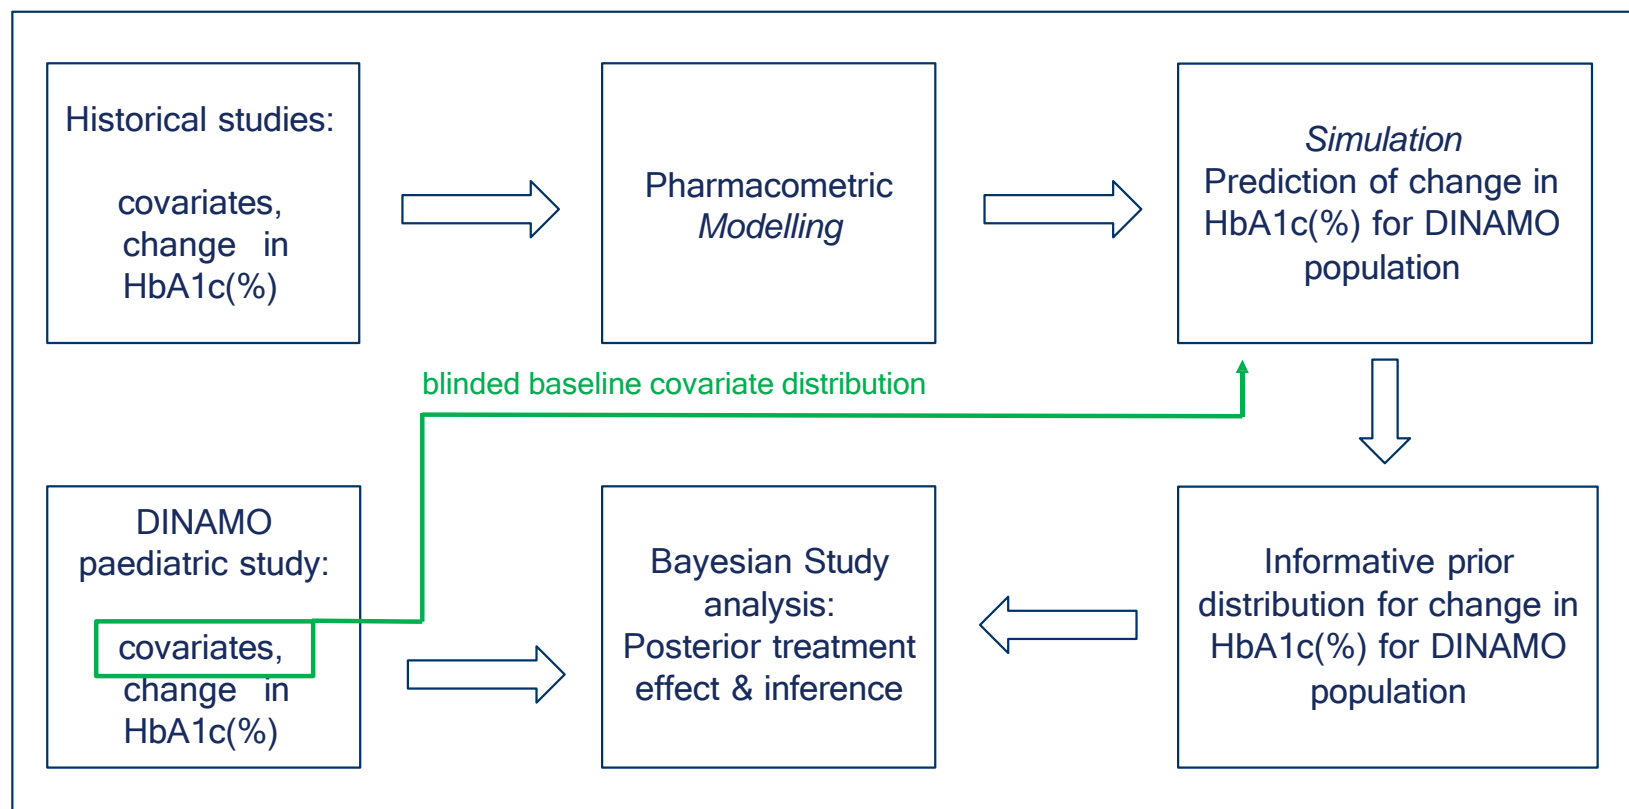 Historical studies:
covariates,
change in
HbA1c(%)
Pharmacometric
Modelling
Simulation
Prediction of change in
HbA1c(%) for DINAMO
population
blinded baseline covariate distribution
DINAMO
paediatric study:
covariates,
change in
HbA1c(%)
Bayesian Study
analysis:
Posterior treatment
effect & inference
Informative prior
distribution for change in
HbA1c(%) for DINAMO
population